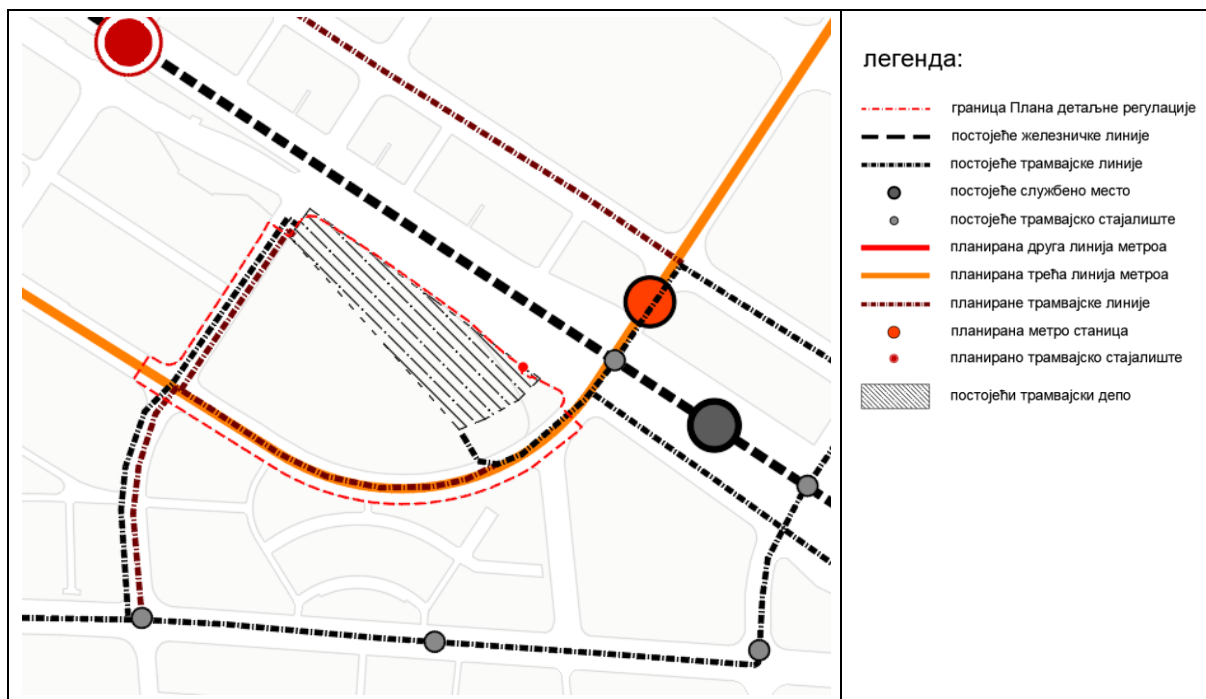 легенда:
граница Плана детаљне регулације
постојеће железничке линије
постојеће трамвајске линије
постојеће службено место
постојеће трамвајско стајалиште
планирана друга линија метроа
планирана трећа линија метроа
планиране трамвајске линије
планирана метро станица
планирано трамвајско стајалиште
постојећи трамвајски депо